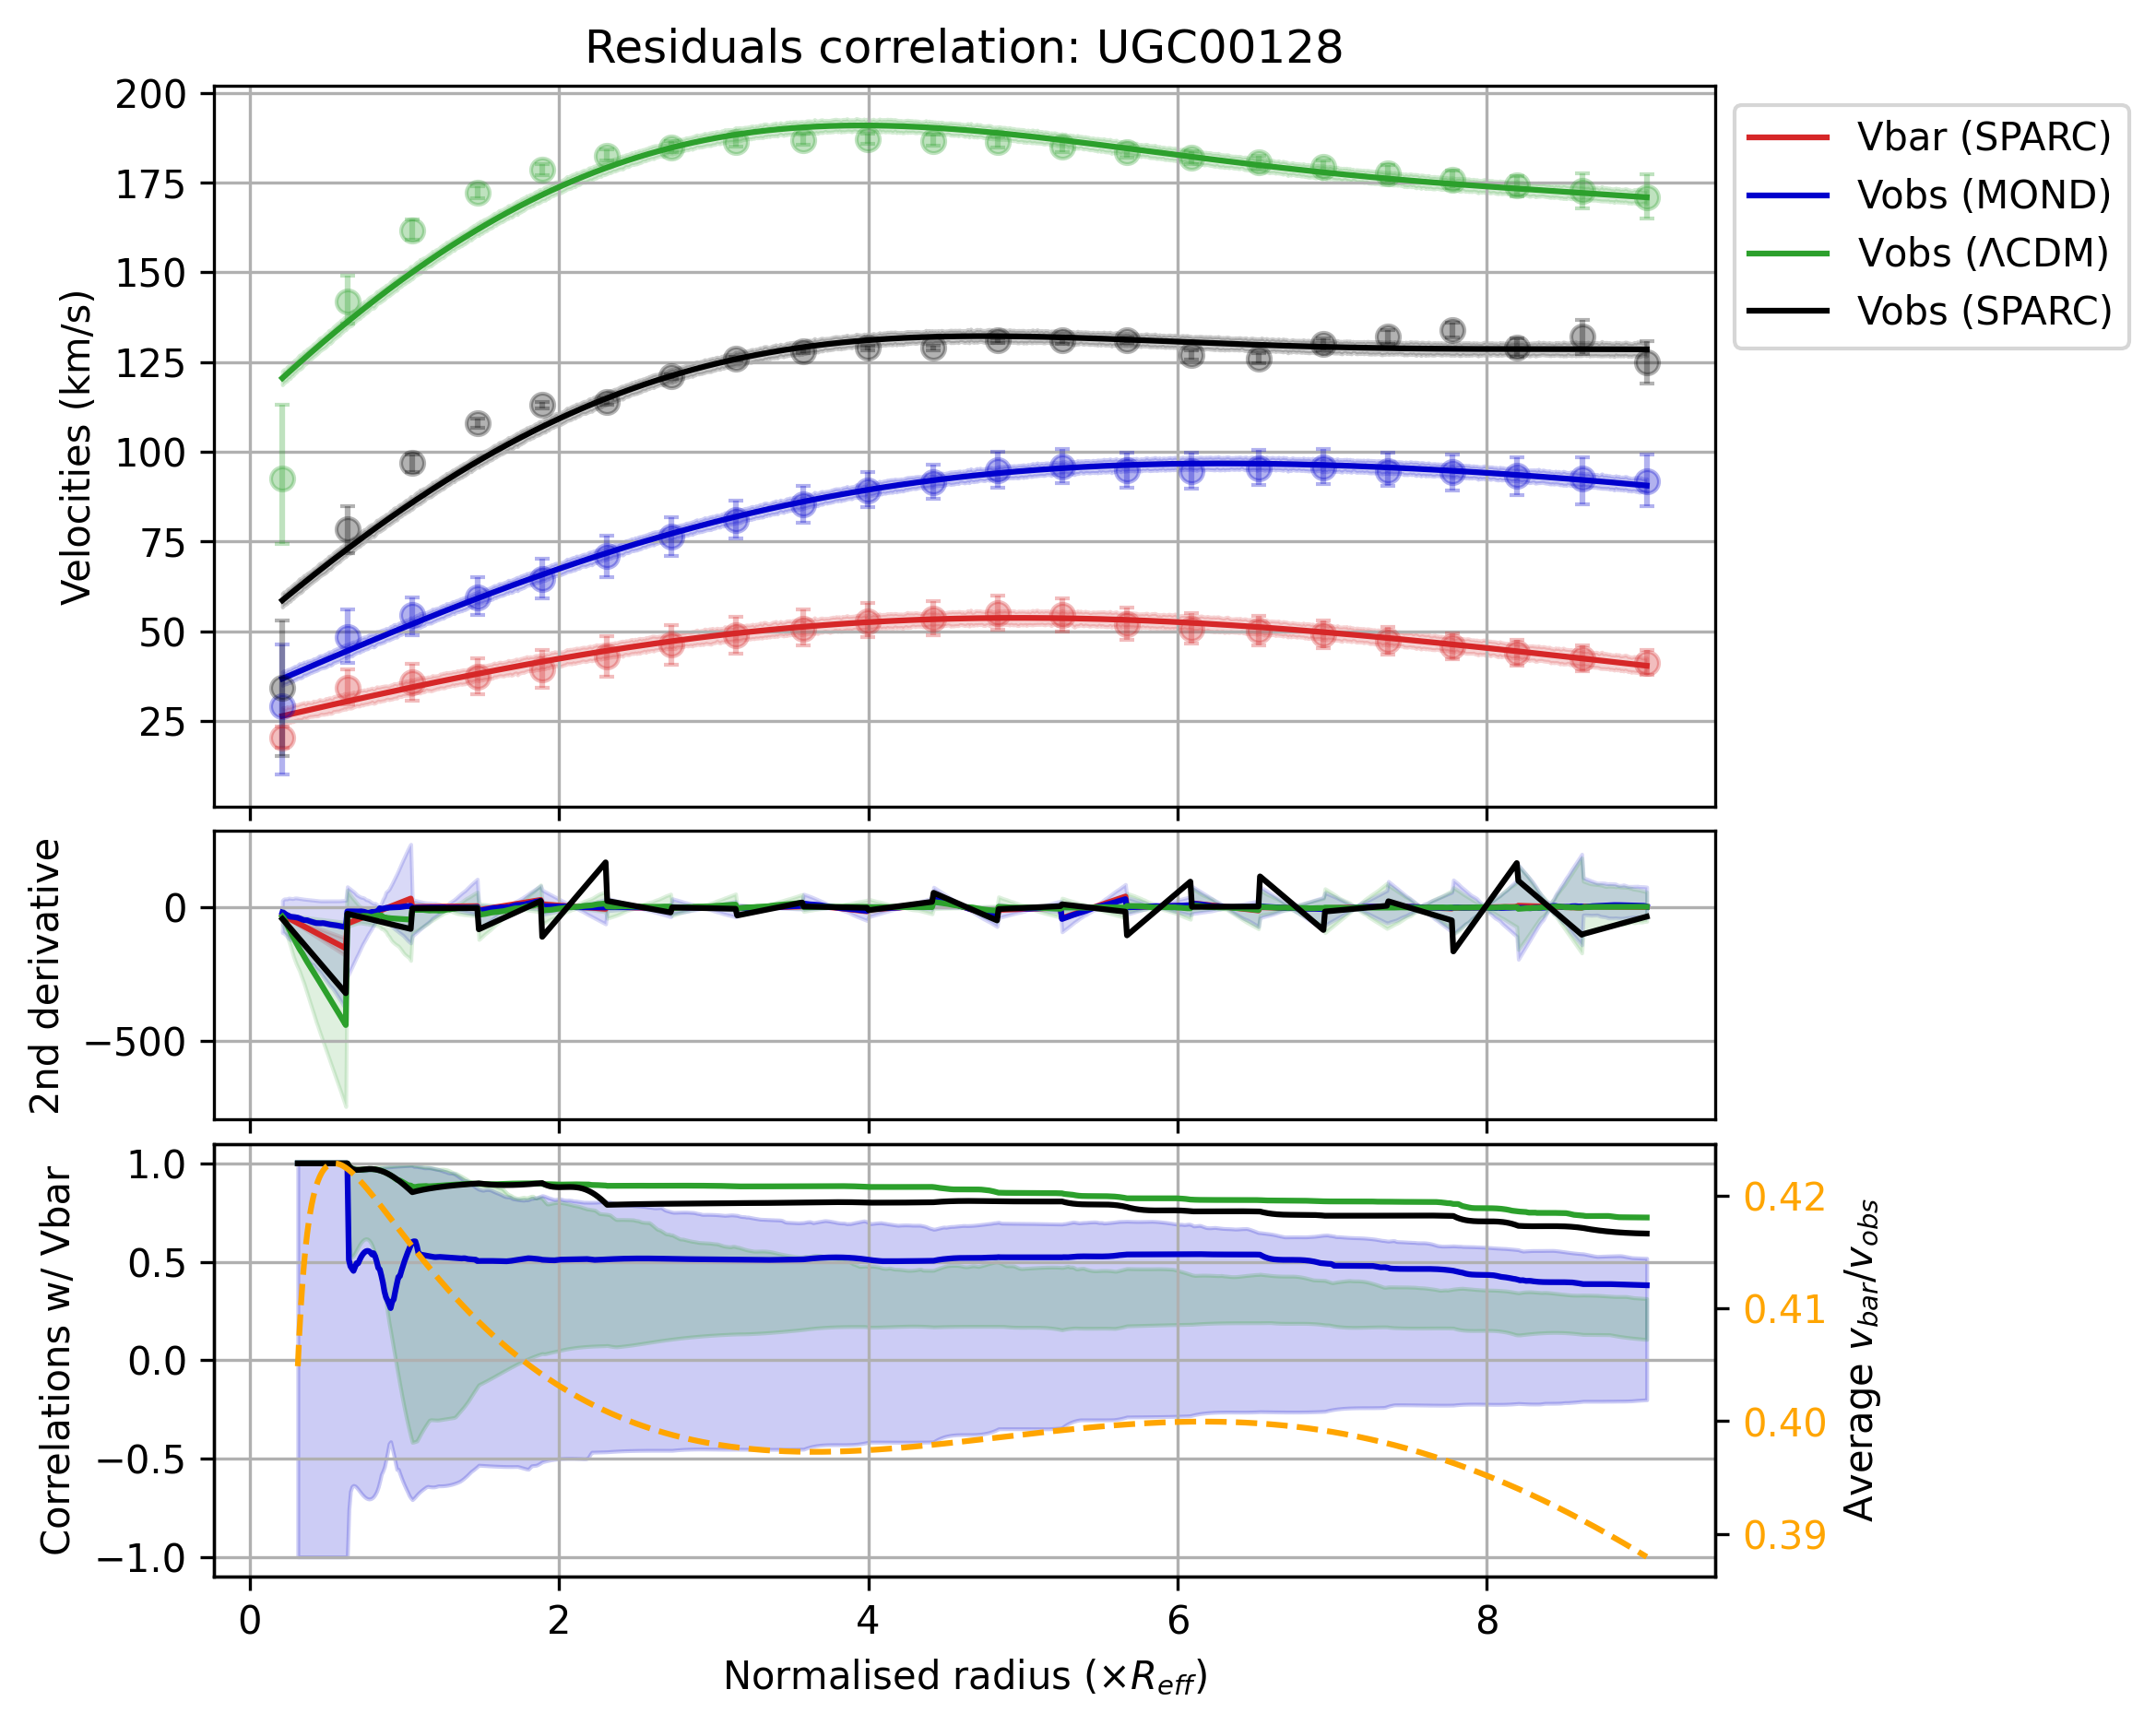 Residuals correlation: UGC00128
Velocities (km/s)
200
175
150
125
100
75
50
25
Vbar (SPARC)
Vobs (MOND)
Vobs (ΛCDM)
Vobs (SPARC)
2nd derivative
0
−500
Correlations w/ Vbar
1.0
0.5
0.0
−0.5
−1.0
0.42
0.41
0.40
0.39
Average v_bar/v_obs
0 2 4 6 8
Normalised radius (×R_eff)